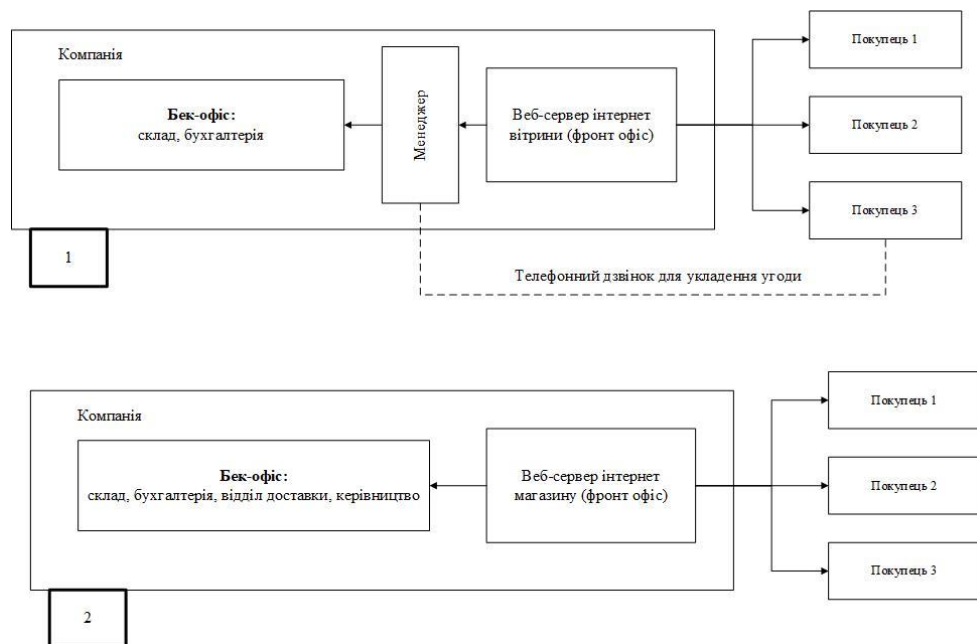 Компанія
Бек-офіс:
склад, бухгалтерія
Менеджер
Веб-сервер інтернет
вітрини (фронт офіс)
Покупець 1
Покупець 2
Покупець 3
1
Телефонний дзвінок для укладення угоди
Компанія
Бек-офіс:
склад, бухгалтерія, відділ доставки, керівництво
Веб-сервер інтернет
магазину (фронт офіс)
Покупець 1
Покупець 2
Покупець 3
2